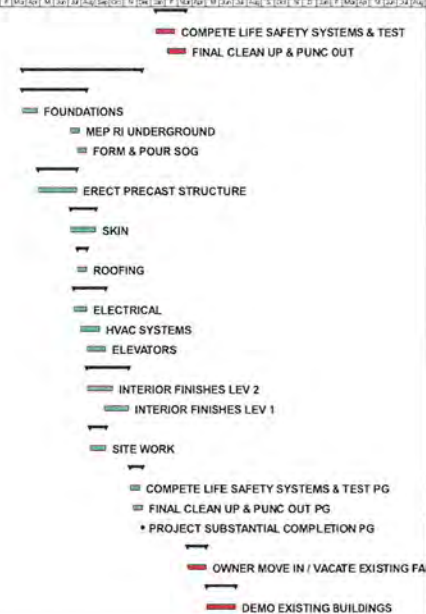 COMPETE LIFE SAFETY SYSTEMS & TEST
FINAL CLEAN UP & PUNC OUT
FOUNDATIONS
MEP RI UNDERGROUND
FORM & POUR SOG
ERECT PRECAST STRUCTURE
SKIN
ROOFING
ELECTRICAL
HVAC SYSTEMS
ELEVATORS
INTERIOR FINISHES LEV 2
INTERIOR FINISHES LEV 1
SITE WORK
COMPETE LIFE SAFETY SYSTEMS & TEST PG
FINAL CLEAN UP & PUNC OUT PG
PROJECT SUBSTANTIAL COMPLETION PG
OWNER MOVE IN / VACATE EXISTING FA
DEMO EXISTING BUILDINGS